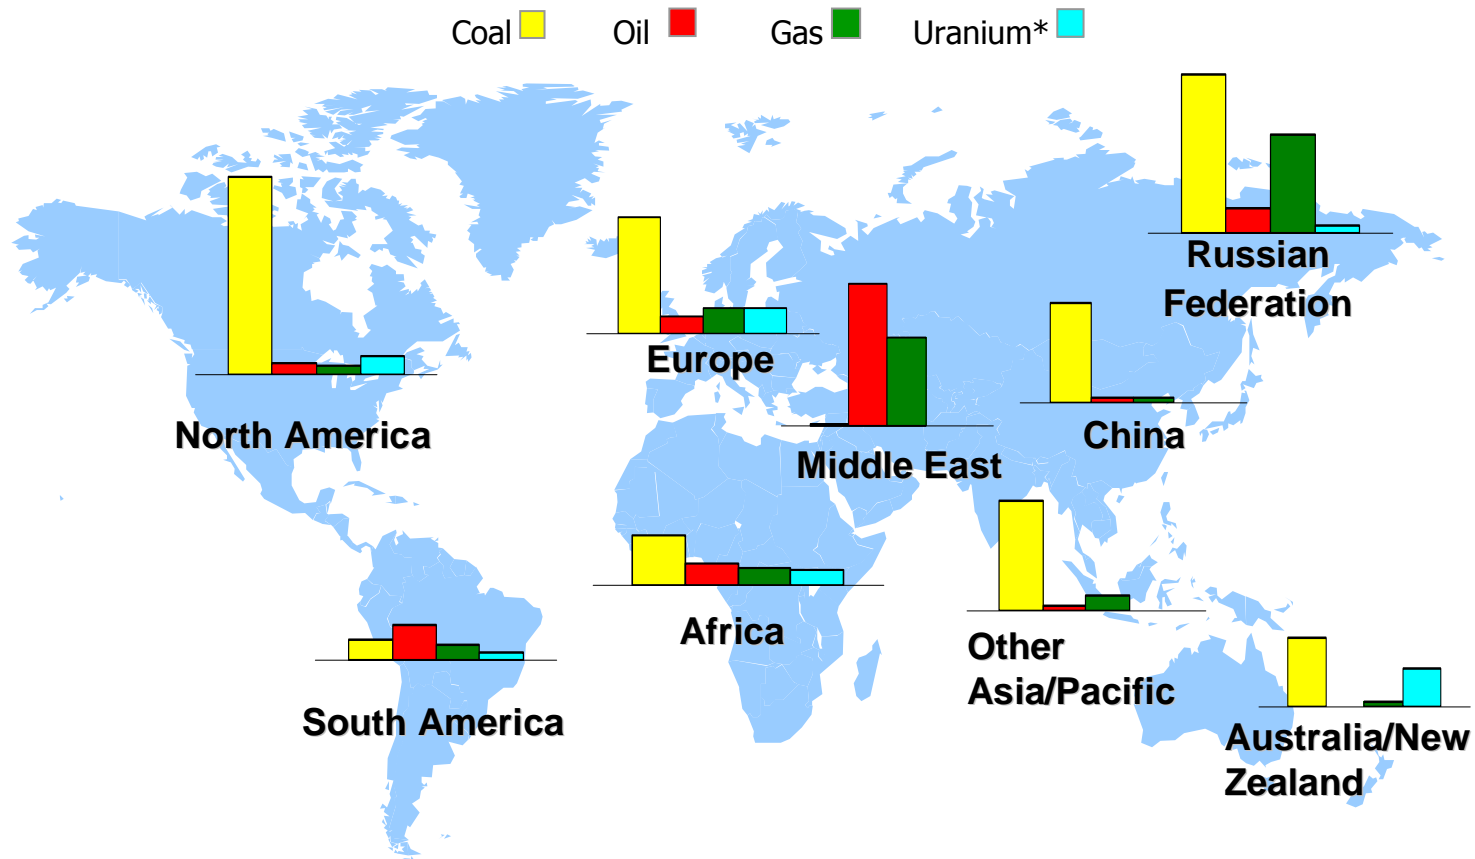 Coal Oil Gas Uranium*
Russian
Federation
Europe
North America
China
Middle East
Africa
Other
Asia/Pacific
South America
Australia/New
Zealand